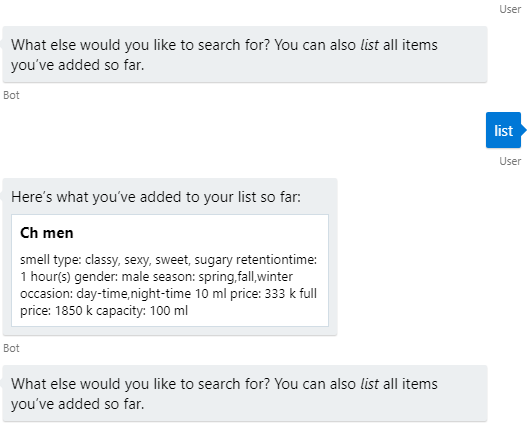 User
What else would you like to search for? You can also list all items
you've added so far.
Bot
list
User
Here's what you've added to your list so far:
Ch men
smell type: classy, sexy, sweet, sugary retentiontime:
1 hour(s) gender: male season: spring,fall,winter
occasion: day-time,night-time 10 ml price: 333 k full
price: 1850 k capacity: 100 ml
Bot
What else would you like to search for? You can also list all items
you've added so far.